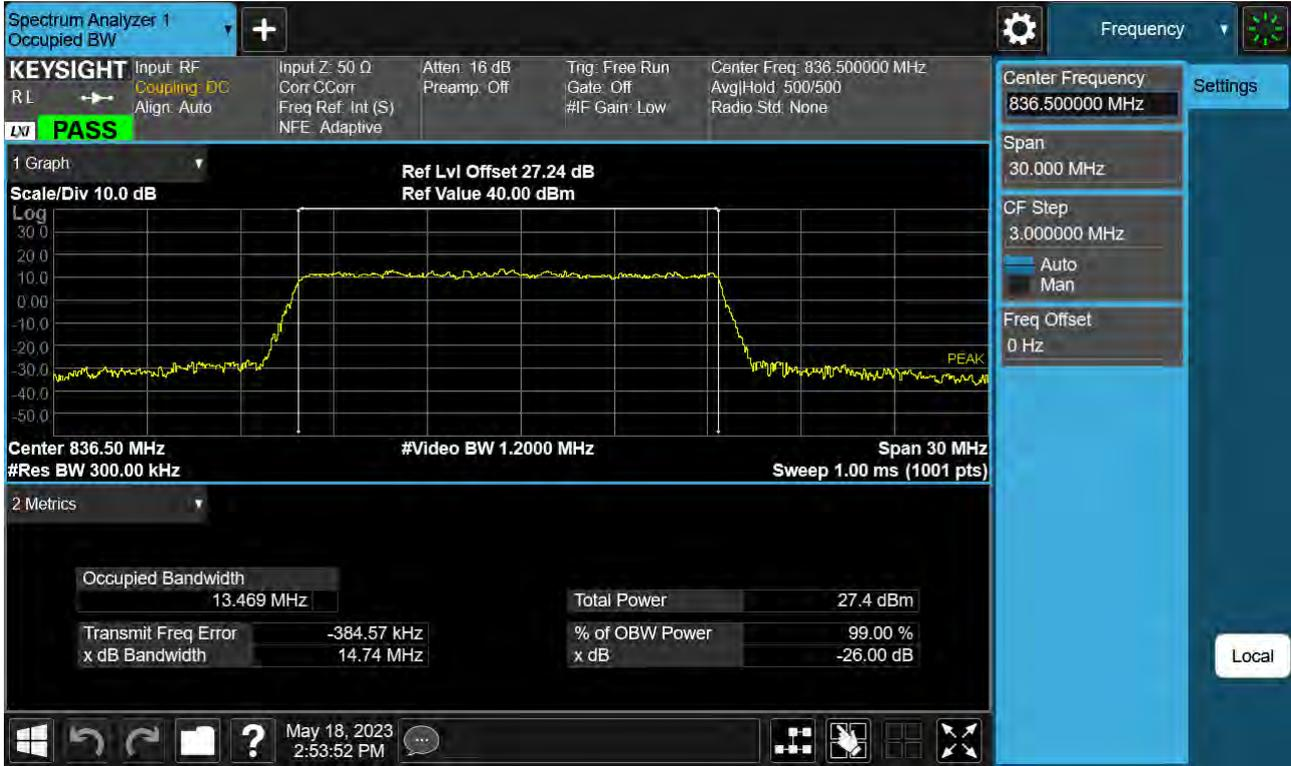 Spectrum Analyzer 1
Occupied BW
+
Frequency
KEYSIGHT
RL
LXI
PASS
Input: RF
Coupling: DC
Align: Auto
Input Z: 50 Ω
Corr CCorr
Freq Ref: Int (S)
NFE: Adaptive
Atten: 16 dB
Preamp: Off
Trig: Free Run
Gate: Off
#IF Gain: Low
Center Freq: 836.500000 MHz
Avg|Hold: 500/500
Radio Std: None
Center Frequency
836.500000 MHz
Settings
Span
30.000 MHz
CF Step
3.000000 MHz
Auto
Man
Freq Offset
0 Hz
Local
1 Graph
Scale/Div 10.0 dB
Ref Lvl Offset 27.24 dB
Ref Value 40.00 dBm
Log
30.0
20.0
10.0
0.00
-10.0
-20.0
-30.0
-40.0
-50.0
PEAK
Center 836.50 MHz
#Video BW 1.2000 MHz
Span 30 MHz
#Res BW 300.00 kHz
Sweep 1.00 ms (1001 pts)
2 Metrics
Occupied Bandwidth
13.469 MHz
Total Power 27.4 dBm
Transmit Freq Error -384.57 kHz
% of OBW Power 99.00 %
x dB Bandwidth 14.74 MHz
x dB -26.00 dB
?
May 18, 2023
2:53:52 PM